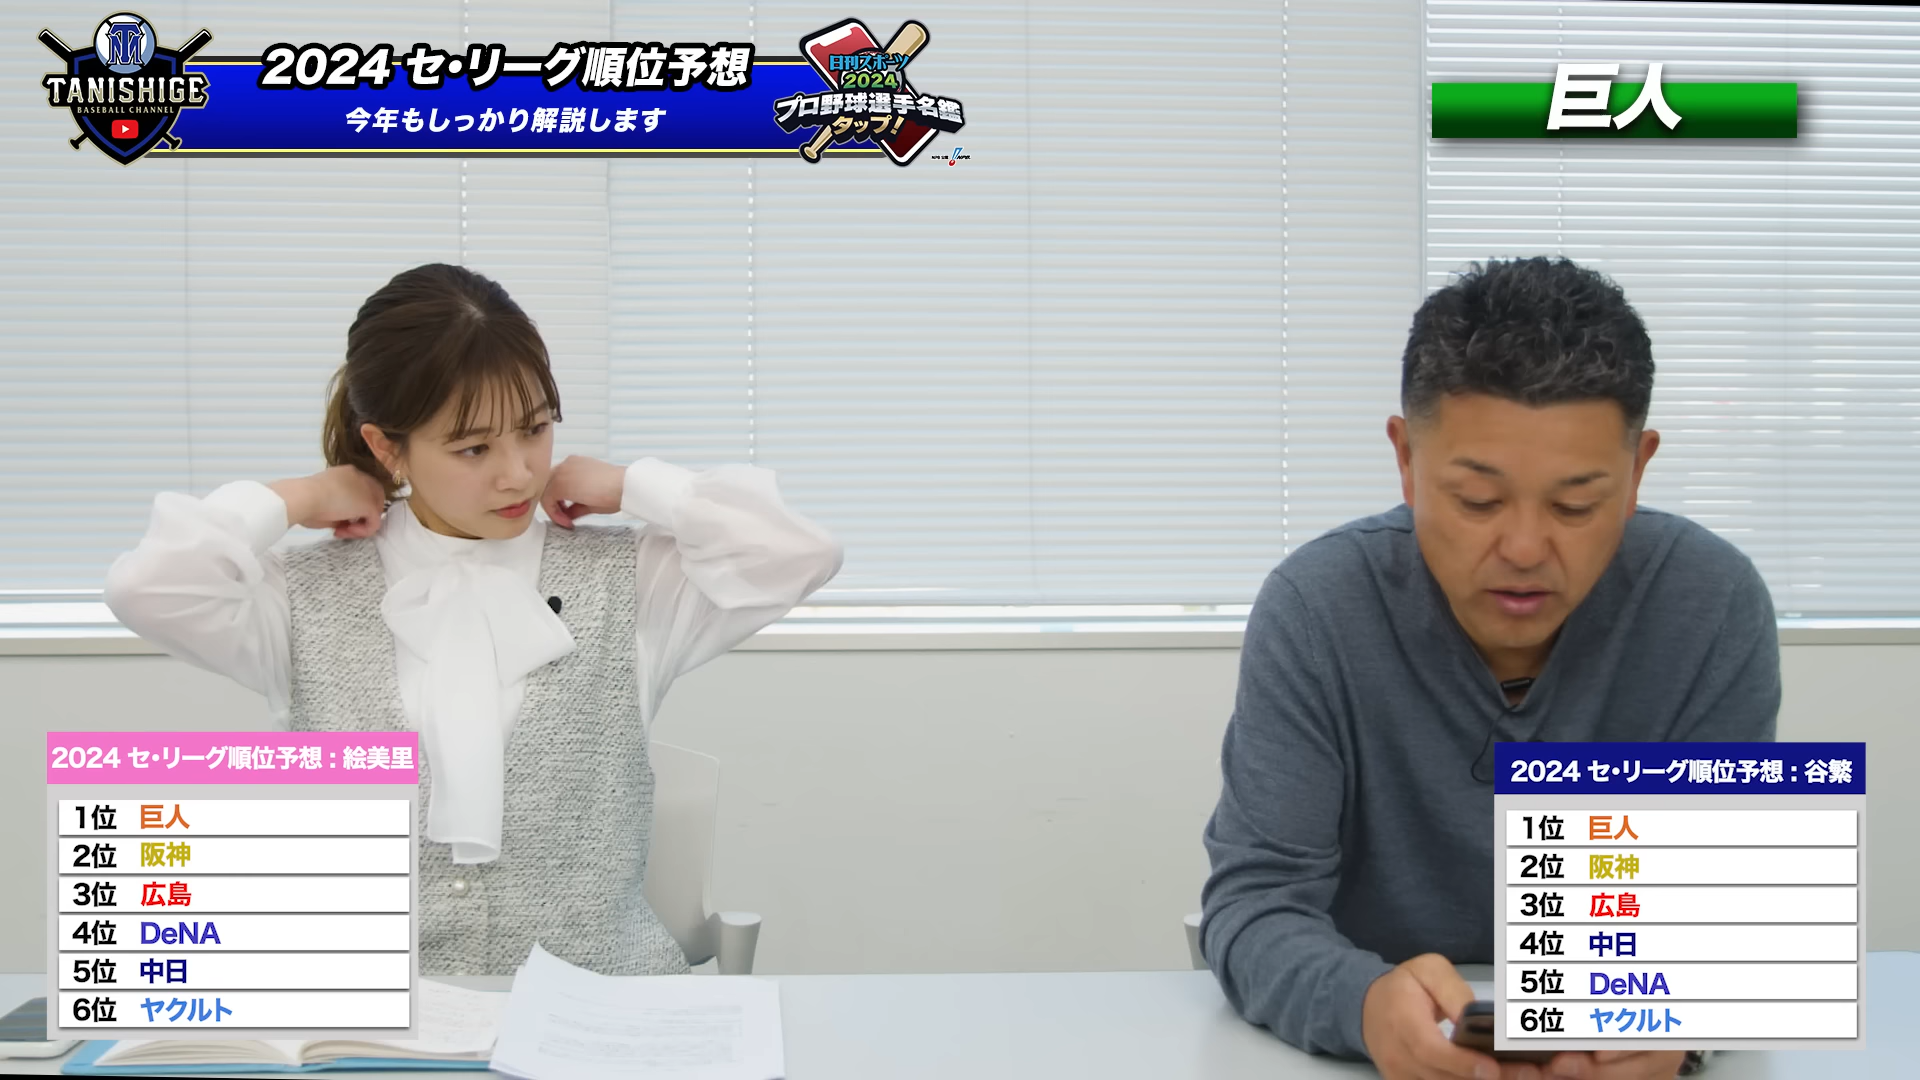 TM
TANISHIGE
BASEBALL CHANNEL
2024 セ・リーグ順位予想
今年もしっかり解説します
日刊スポーツ
2024
プロ野球選手名鑑
タップ!
巨人
2024 セ・リーグ順位予想 : 絵美里
1位 巨人
2位 阪神
3位 広島
4位 DeNA
5位 中日
6位 ヤクルト
2024 セ・リーグ順位予想 : 谷繁
1位 巨人
2位 阪神
3位 広島
4位 中日
5位 DeNA
6位 ヤクルト